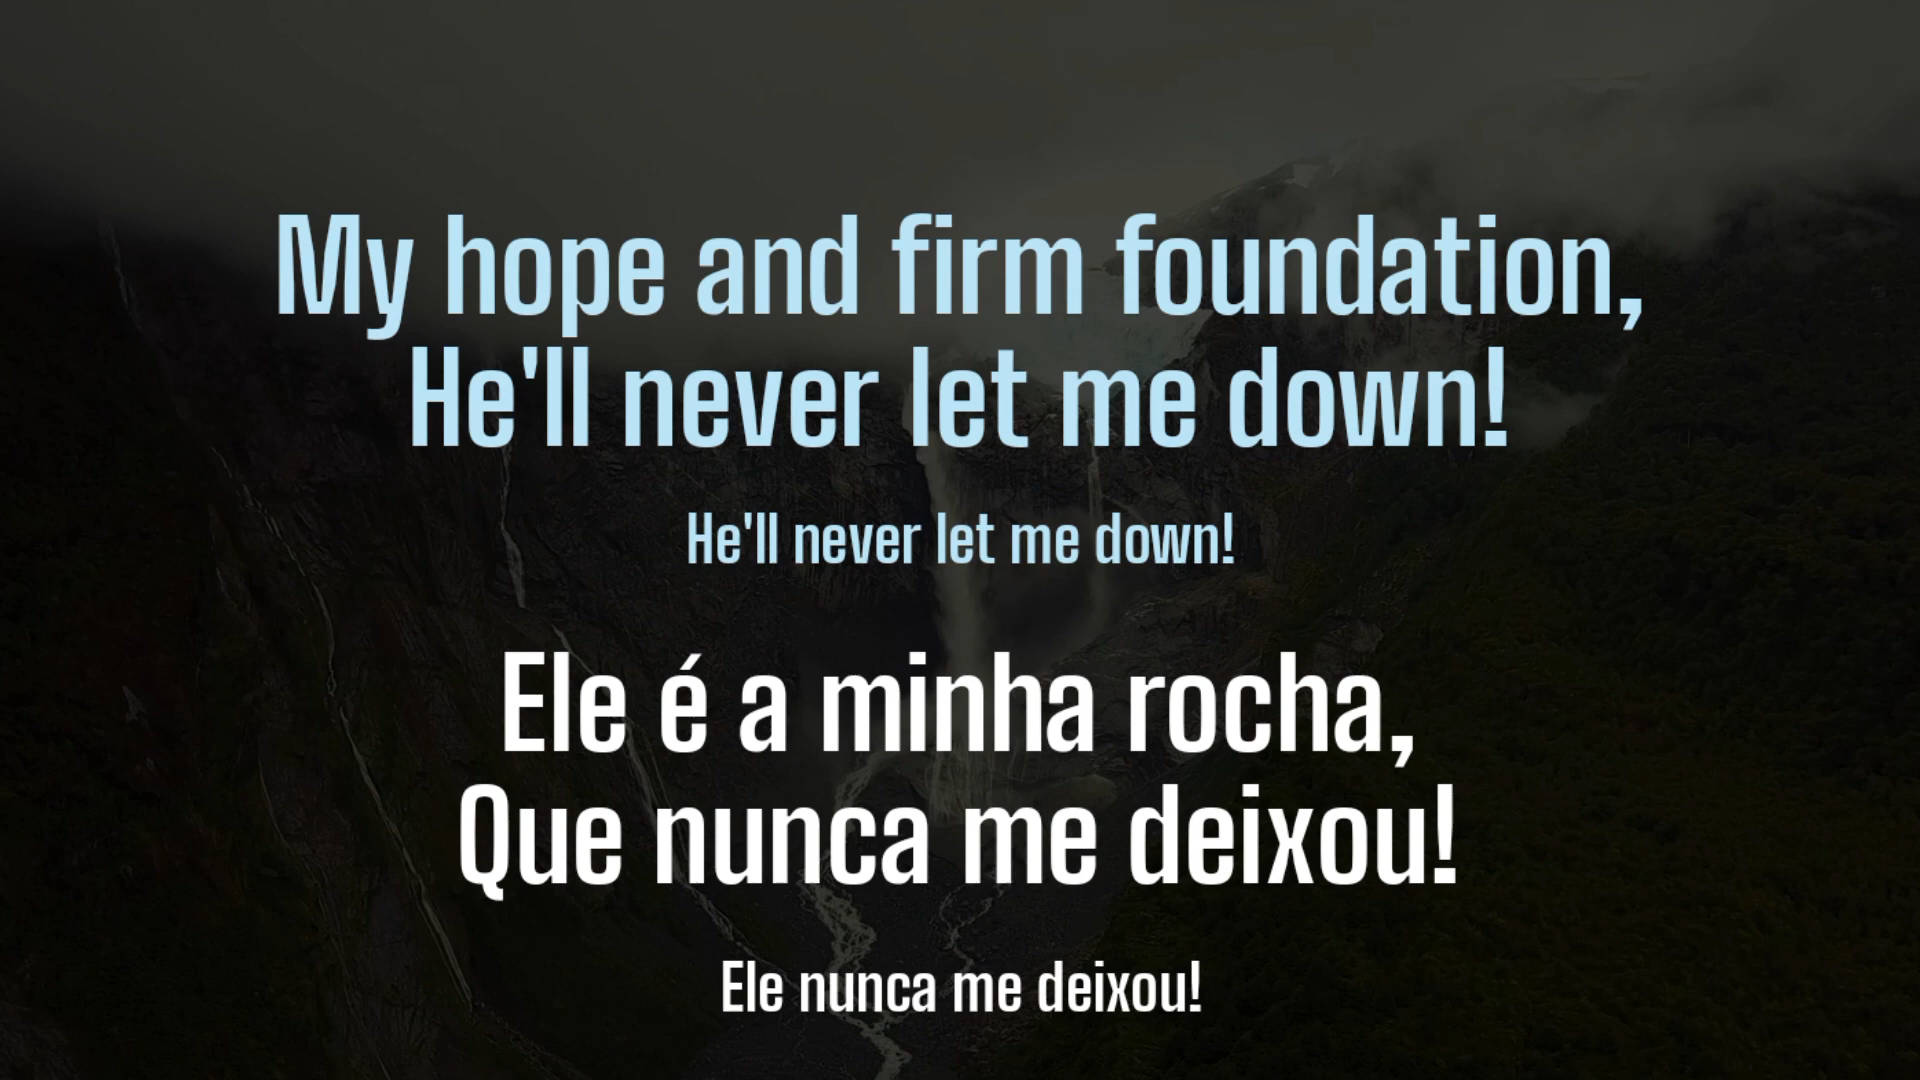 My hope and firm foundation,
He'll never let me down!
He'll never let me down!
Ele é a minha rocha,
Que nunca me deixou!
Ele nunca me deixou!